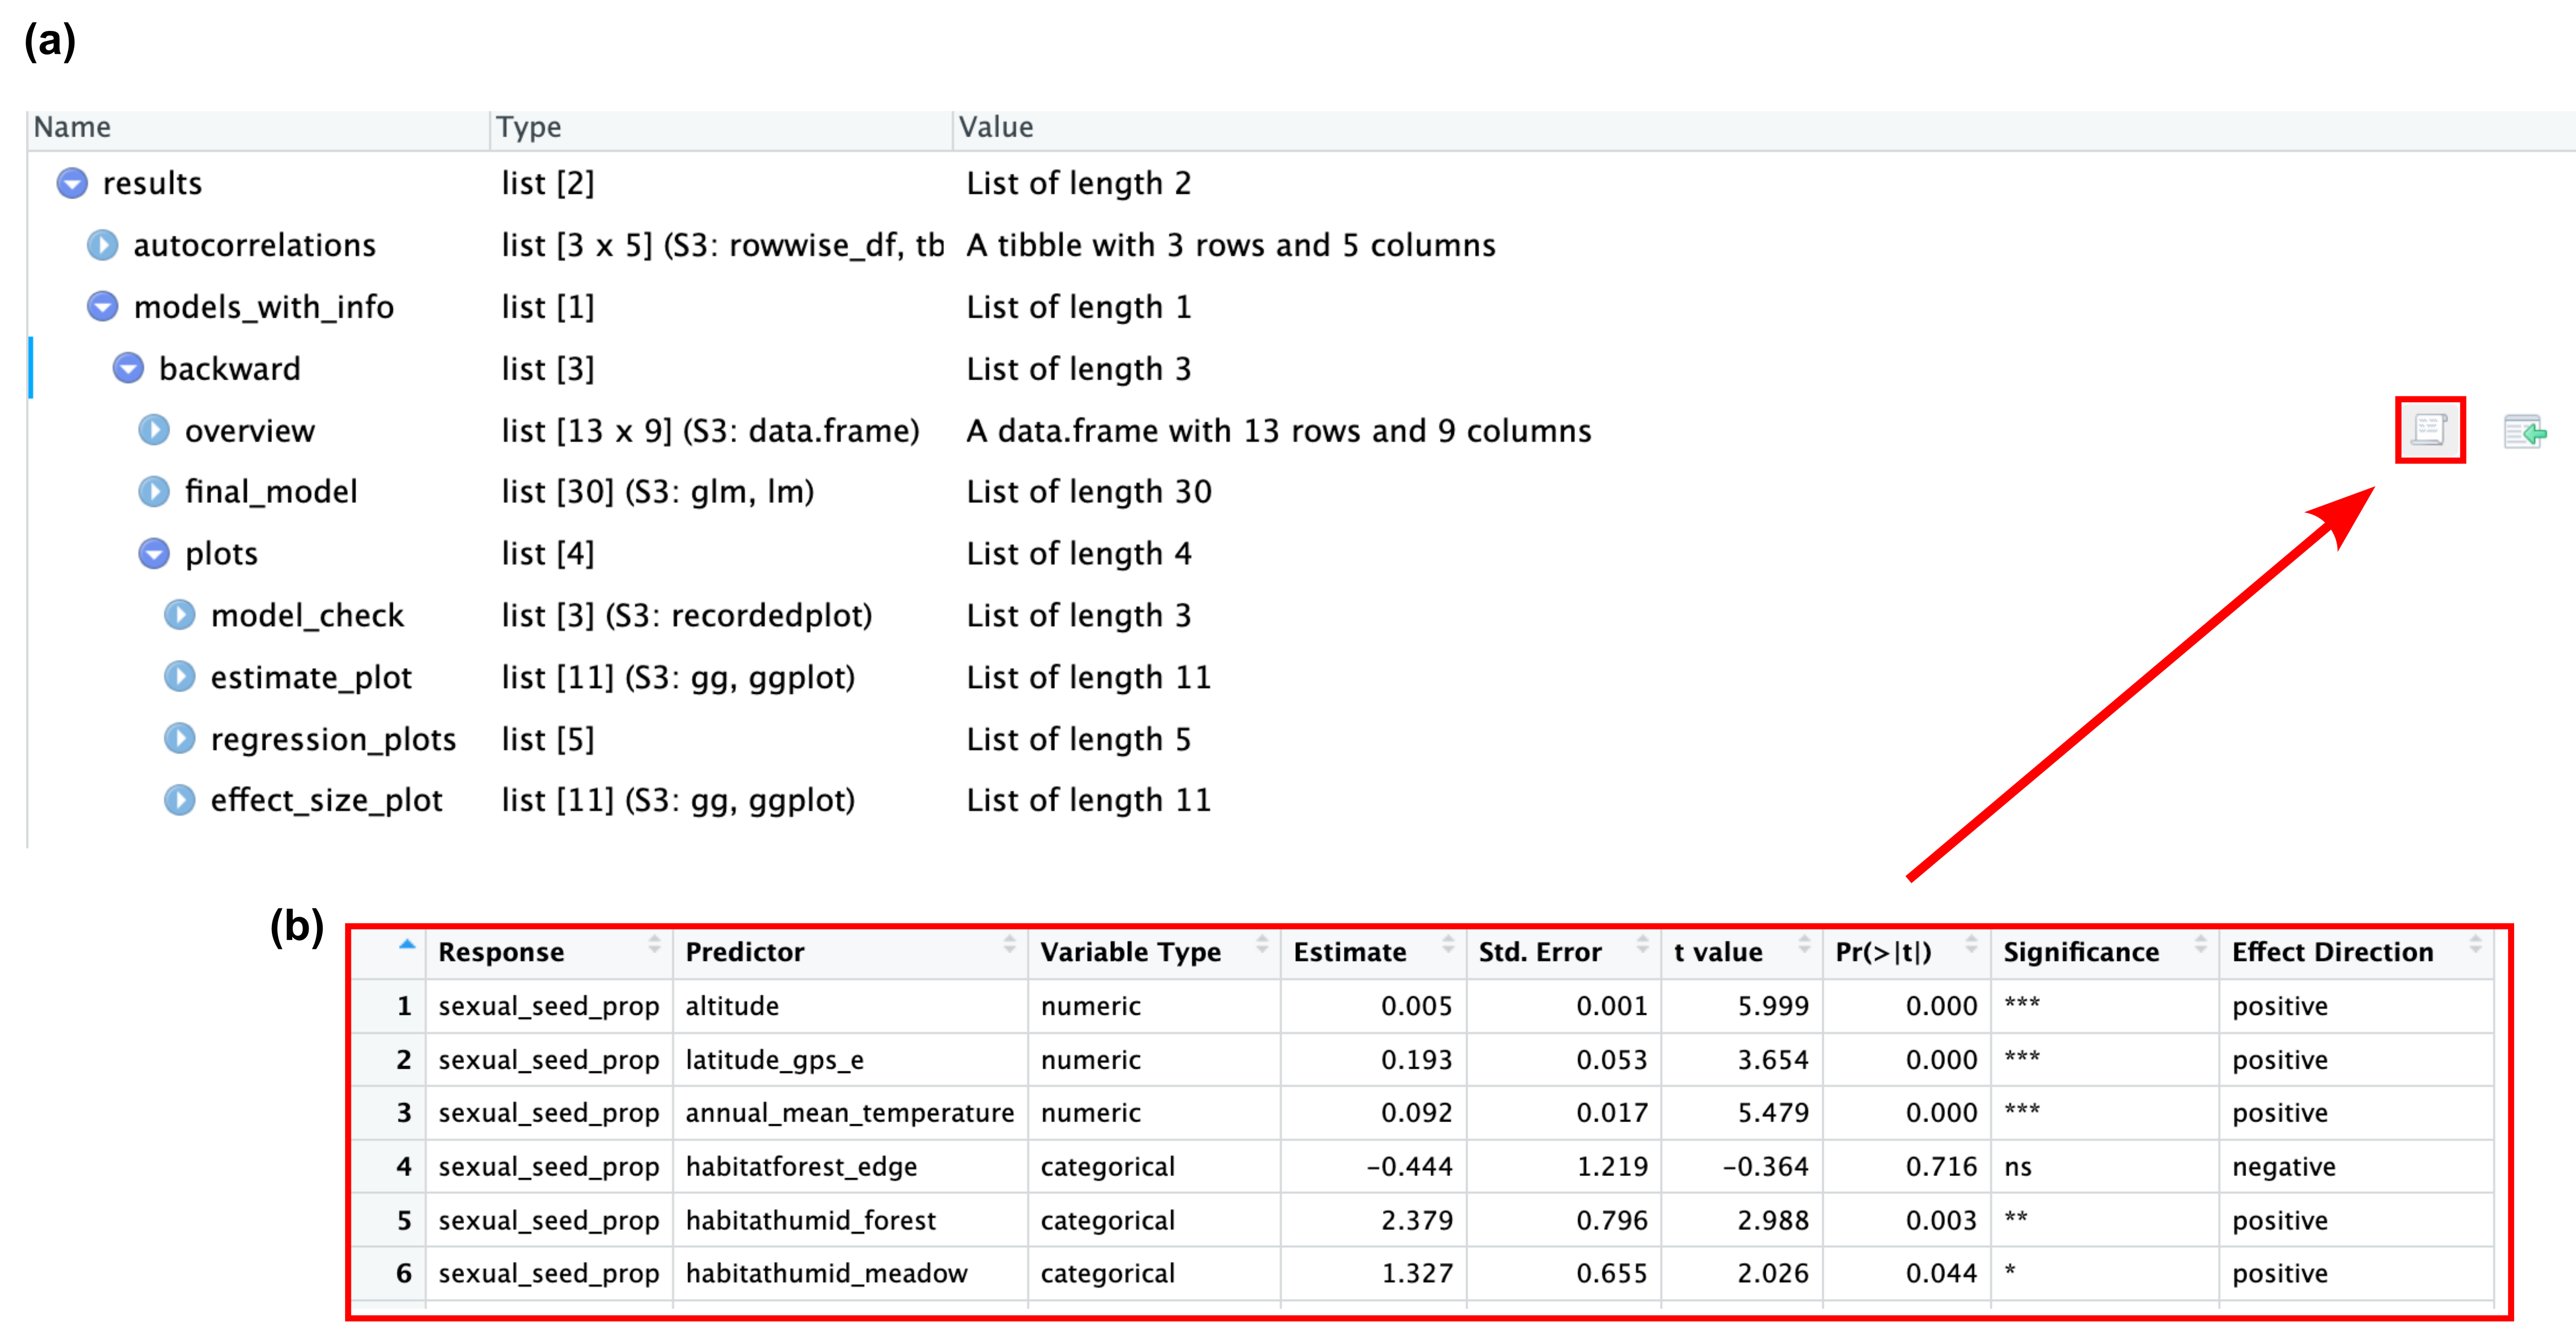 (a)
Name Type Value
results list [2] List of length 2
autocorrelations list [3 x 5] (S3: rowwise_df, tb A tibble with 3 rows and 5 columns
models_with_info list [1] List of length 1
backward list [3] List of length 3
overview list [13 x 9] (S3: data.frame) A data.frame with 13 rows and 9 columns
final_model list [30] (S3: glm, lm) List of length 30
plots list [4] List of length 4
model_check list [3] (S3: recordedplot) List of length 3
estimate_plot list [11] (S3: gg, ggplot) List of length 11
regression_plots list [5] List of length 5
effect_size_plot list [11] (S3: gg, ggplot) List of length 11
(b)
Response Predictor Variable Type Estimate Std. Error t value Pr(>|t|) Significance Effect Direction
1 sexual_seed_prop altitude numeric 0.005 0.001 5.999 0.000 *** positive
2 sexual_seed_prop latitude_gps_e numeric 0.193 0.053 3.654 0.000 *** positive
3 sexual_seed_prop annual_mean_temperature numeric 0.092 0.017 5.479 0.000 *** positive
4 sexual_seed_prop habitatforest_edge categorical −0.444 1.219 −0.364 0.716 ns negative
5 sexual_seed_prop habitathumid_forest categorical 2.379 0.796 2.988 0.003 ** positive
6 sexual_seed_prop habitathumid_meadow categorical 1.327 0.655 2.026 0.044 * positive